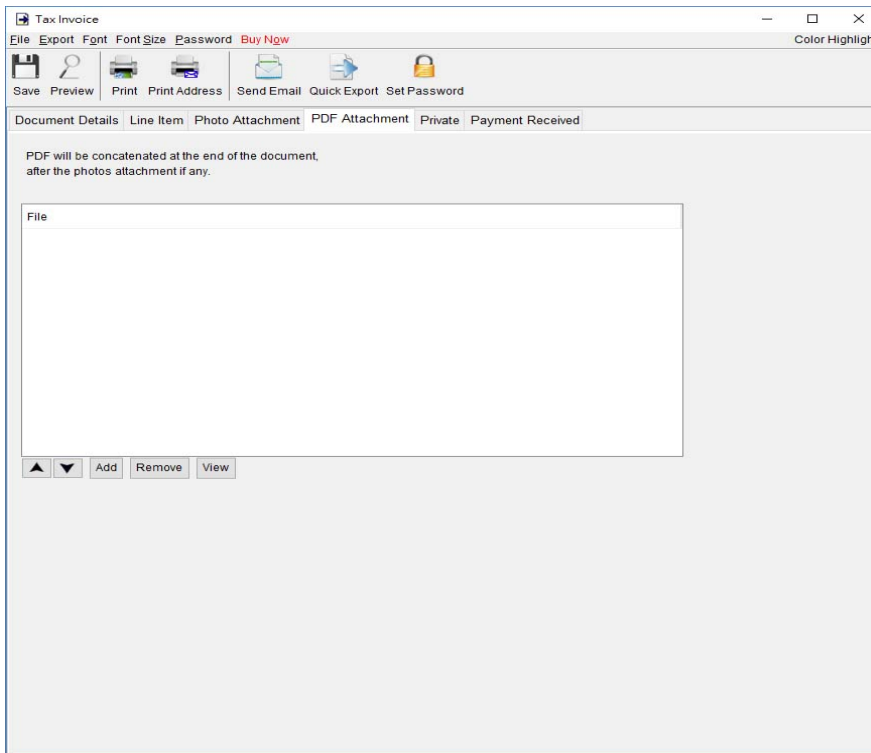 Tax Invoice
File Export Font Font Size Password Buy Now Color Highligh
Save Preview Print Print Address Send Email Quick Export Set Password
Document Details Line Item Photo Attachment PDF Attachment Private Payment Received
PDF will be concatenated at the end of the document,
after the photos attachment if any.
File
Add Remove View